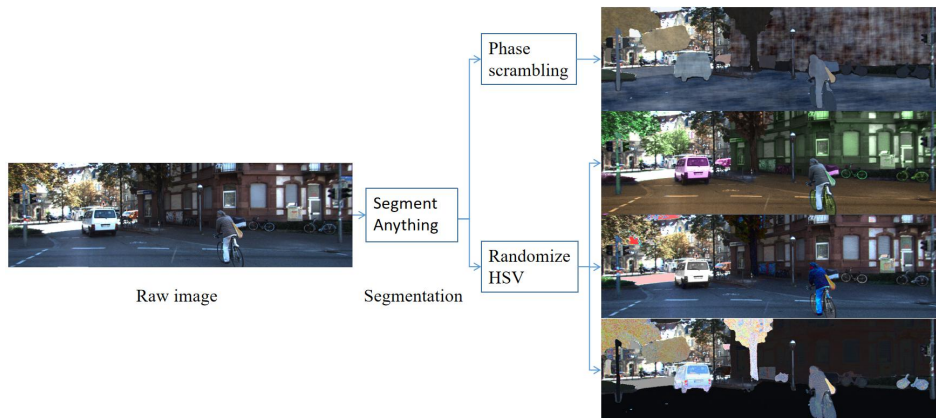 Phase
scrambling
Segment
Anything
Randomize
HSV
Raw image
Segmentation